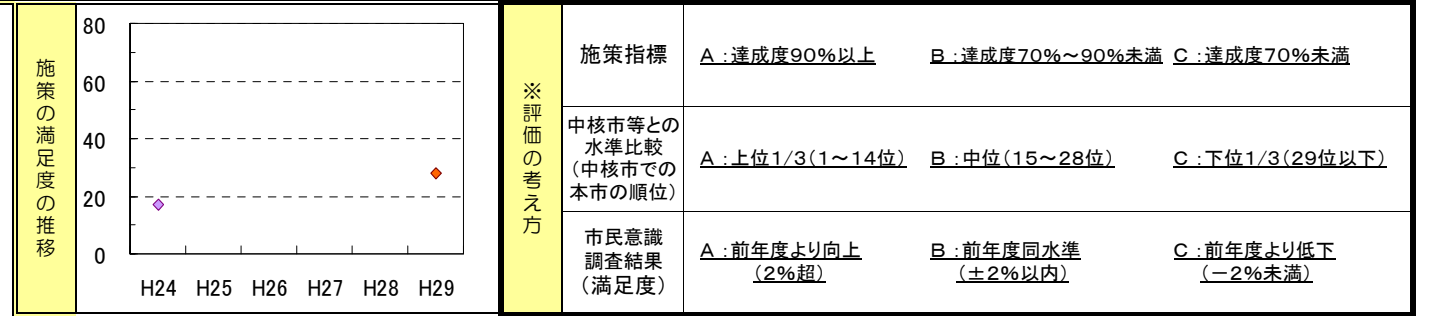 施策の満足度の推移
80
60
40
20
0
H24 H25 H26 H27 H28 H29
※評価の考え方
施策指標
A :達成度90%以上
B :達成度70%～90%未満
C :達成度70%未満
中核市等との
水準比較
(中核市での
本市の順位)
A :上位1/3(1～14位)
B :中位(15～28位)
C :下位1/3(29位以下)
市民意識
調査結果
(満足度)
A :前年度より向上
(2%超)
B :前年度同水準
(±2%以内)
C :前年度より低下
(－2%未満)